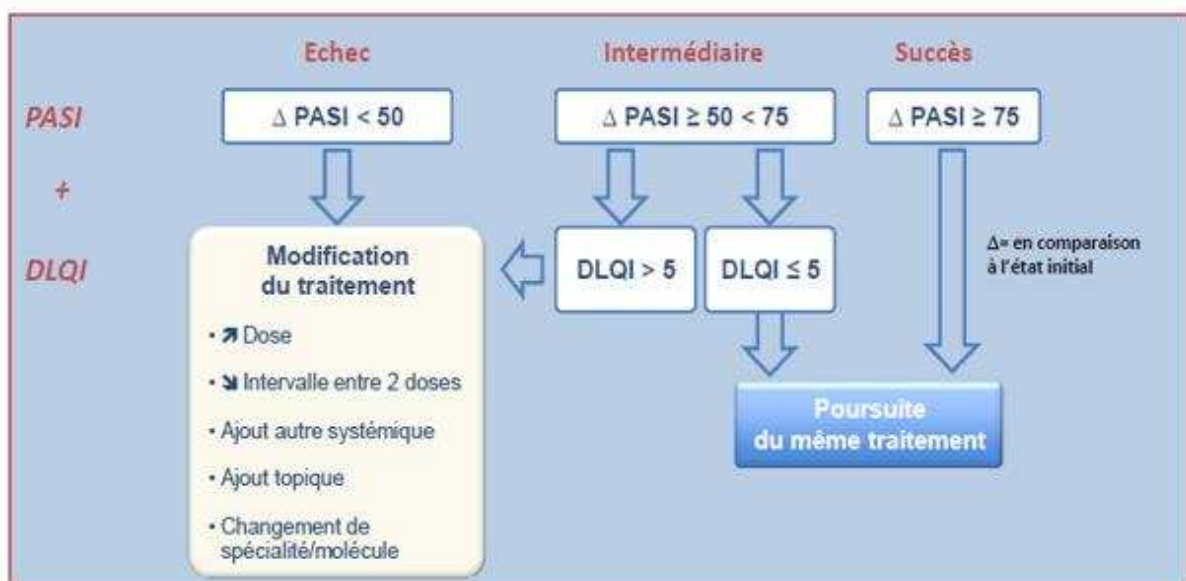 Echec
Intermédiaire
Succès
PASI
Δ PASI < 50
Δ PASI ≥ 50 < 75
Δ PASI ≥ 75
+
DLQI
Modification
du traitement
• ↗ Dose
• ↘ Intervalle entre 2 doses
• Ajout autre systémique
• Ajout topique
• Changement de
spécialité/molécule
DLQI > 5
DLQI ≤ 5
Δ= en comparaison
à l'état initial
Poursuite
du même traitement